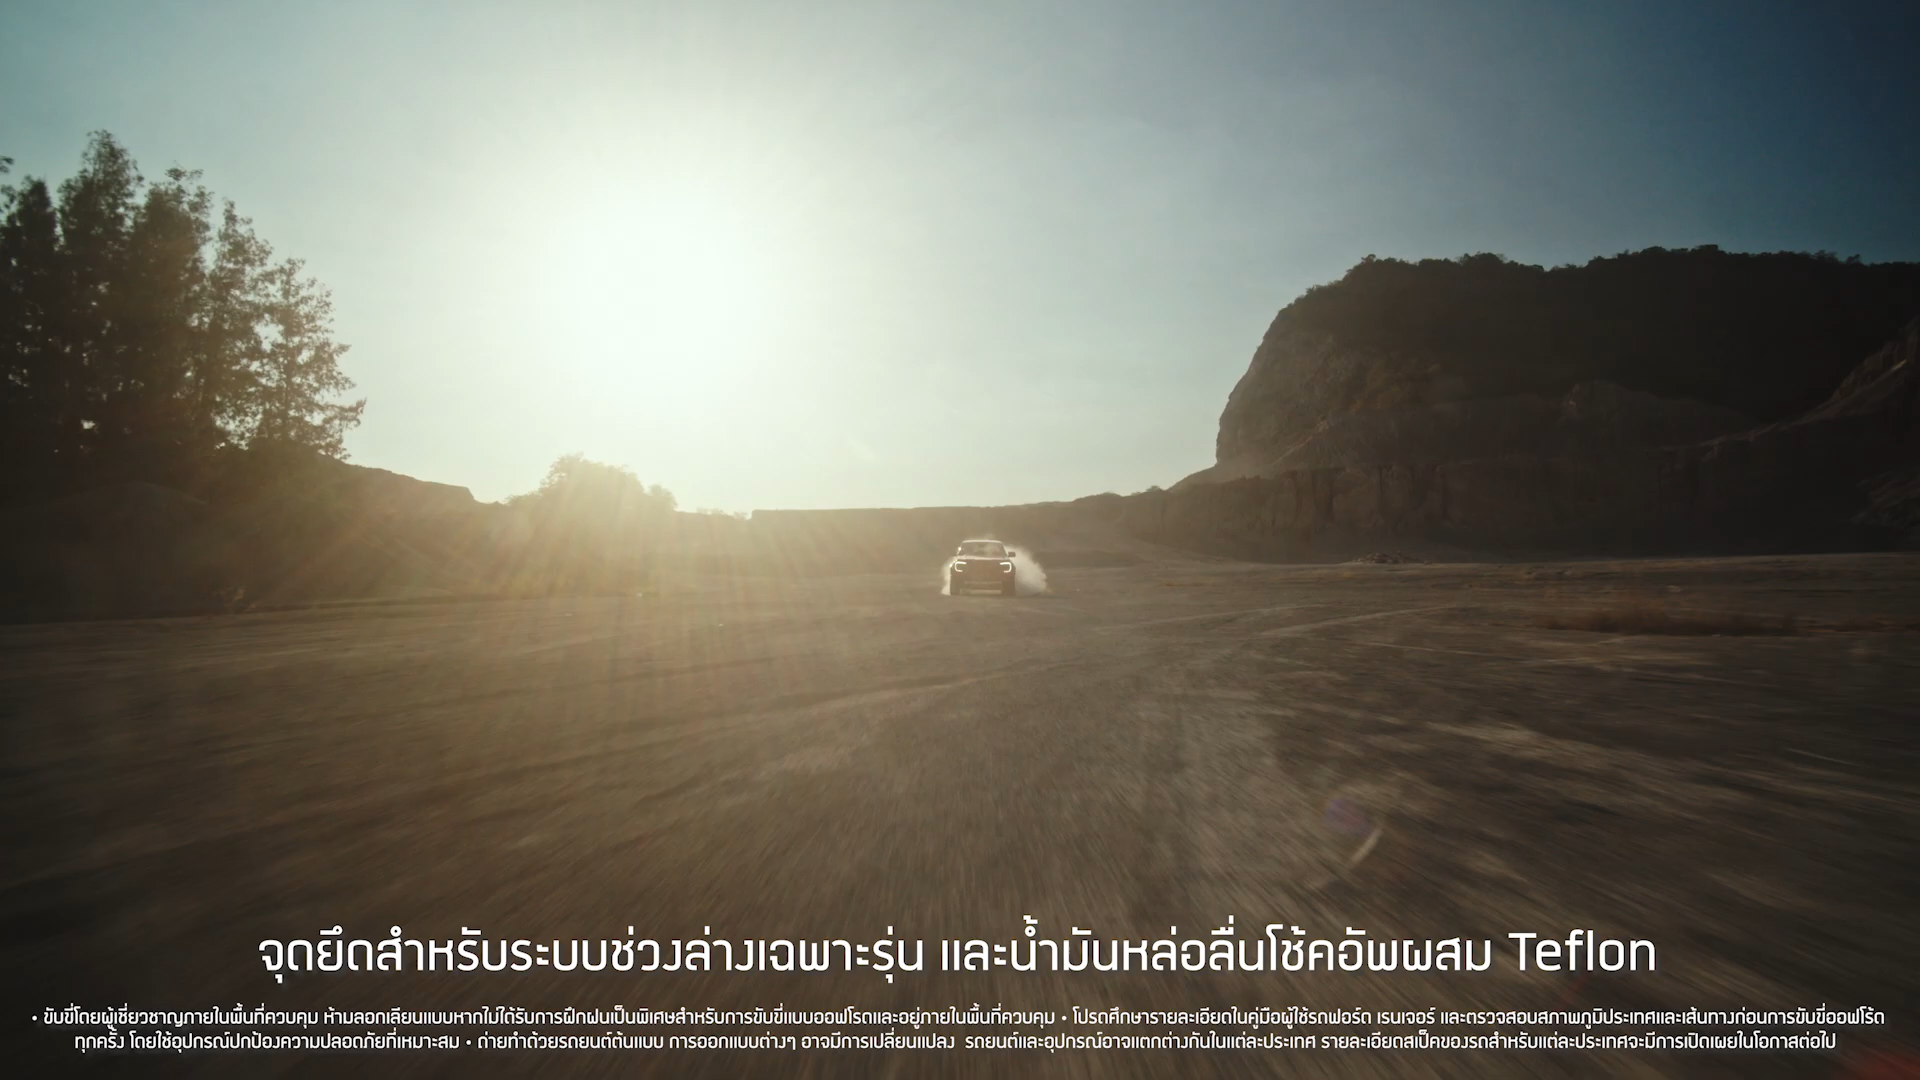 จุดยึดสำหรับระบบช่วงล่างเฉพาะรุ่น และน้ำมันหล่อลื่นโช้คอัพผสม Teflon
• ขับขี่โดยผู้เชี่ยวชาญภายในพื้นที่ควบคุม ห้ามลอกเลียนแบบหากไม่ได้รับการฝึกฝนเป็นพิเศษสำหรับการขับขี่แบบออฟโรดและอยู่ภายในพื้นที่ควบคุม • โปรดศึกษารายละเอียดในคู่มือผู้ใช้รถฟอร์ด เรนเจอร์ และตรวจสอบสภาพภูมิประเทศและเส้นทางก่อนการขับขี่ออฟโร้ด
ทุกครั้ง โดยใช้อุปกรณ์ปกป้องความปลอดภัยที่เหมาะสม • ถ่ายทำด้วยรถยนต์ต้นแบบ การออกแบบต่างๆ อาจมีการเปลี่ยนแปลง รถยนต์และอุปกรณ์อาจแตกต่างกันในแต่ละประเทศ รายละเอียดสเป็คของรถสำหรับแต่ละประเทศจะมีการเปิดเผยในโอกาสต่อไป